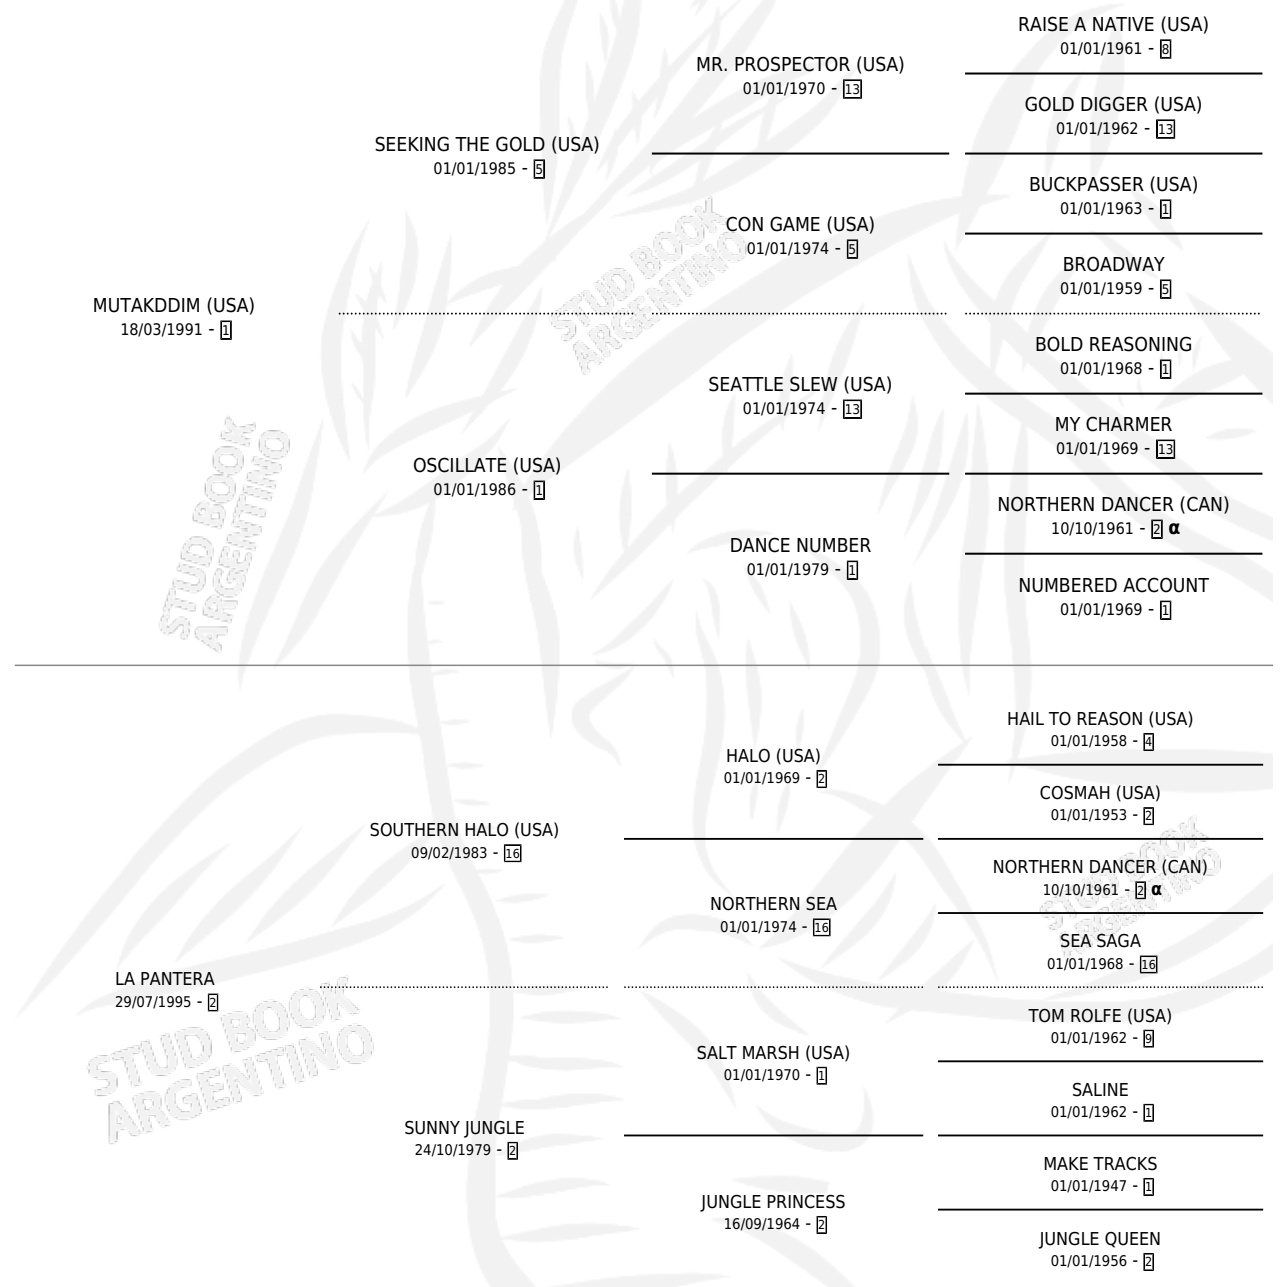 RAISE A NATIVE (USA)
01/01/1961 - 8
MR. PROSPECTOR (USA)
01/01/1970 - 13
GOLD DIGGER (USA)
01/01/1962 - 13
SEEKING THE GOLD (USA)
01/01/1985 - 5
BUCKPASSER (USA)
01/01/1963 - 1
CON GAME (USA)
01/01/1974 - 5
BROADWAY
01/01/1959 - 5
MUTAKDDIM (USA)
18/03/1991 - 1
BOLD REASONING
01/01/1968 - 1
SEATTLE SLEW (USA)
01/01/1974 - 13
MY CHARMER
01/01/1969 - 13
OSCILLATE (USA)
01/01/1986 - 1
NORTHERN DANCER (CAN)
10/10/1961 - 2 α
DANCE NUMBER
01/01/1979 - 1
NUMBERED ACCOUNT
01/01/1969 - 1
HAIL TO REASON (USA)
01/01/1958 - 4
HALO (USA)
01/01/1969 - 2
COSMAH (USA)
01/01/1953 - 2
SOUTHERN HALO (USA)
09/02/1983 - 16
NORTHERN DANCER (CAN)
10/10/1961 - 2 α
NORTHERN SEA
01/01/1974 - 16
SEA SAGA
01/01/1968 - 16
LA PANTERA
29/07/1995 - 2
TOM ROLFE (USA)
01/01/1962 - 9
SALT MARSH (USA)
01/01/1970 - 1
SALINE
01/01/1962 - 1
SUNNY JUNGLE
24/10/1979 - 2
MAKE TRACKS
01/01/1947 - 1
JUNGLE PRINCESS
16/09/1964 - 2
JUNGLE QUEEN
01/01/1956 - 2
STUD BOOK
ARGENTINO
STUD BOOK
ARGENTINO
STUD BOOK
ARGENTINO
STUD BOOK
ARGENTINO